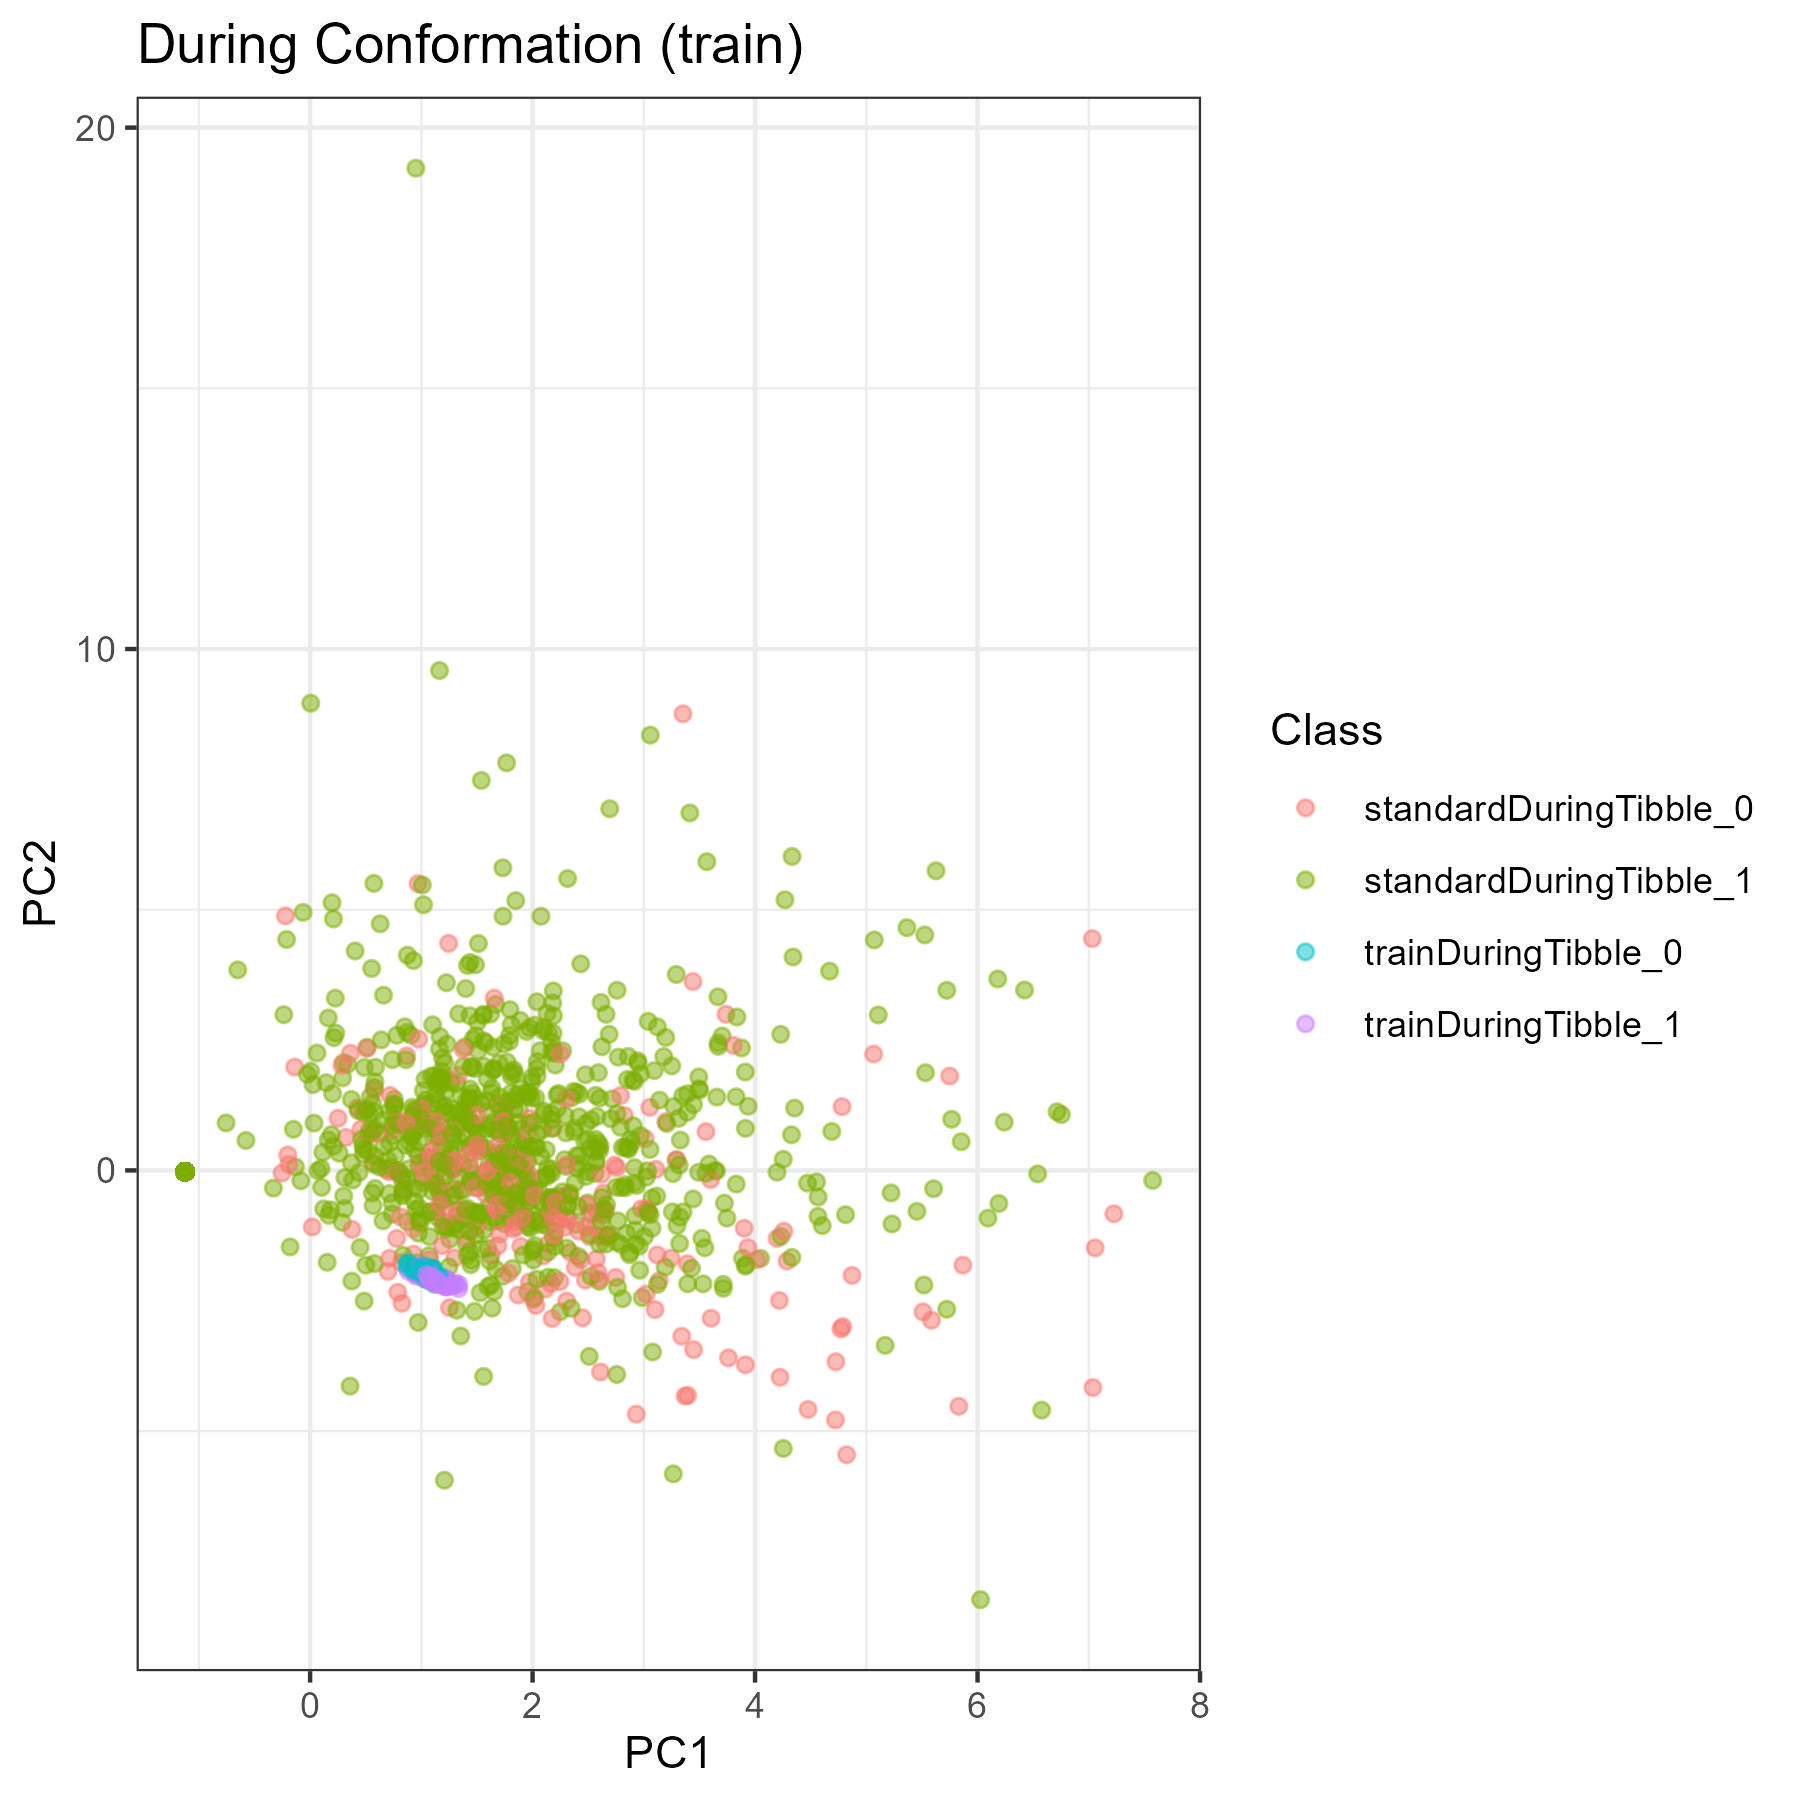 During Conformation (train)
20
10
0
PC2
0 2 4 6 8
PC1
Class
standardDuringTibble_0
standardDuringTibble_1
trainDuringTibble_0
trainDuringTibble_1